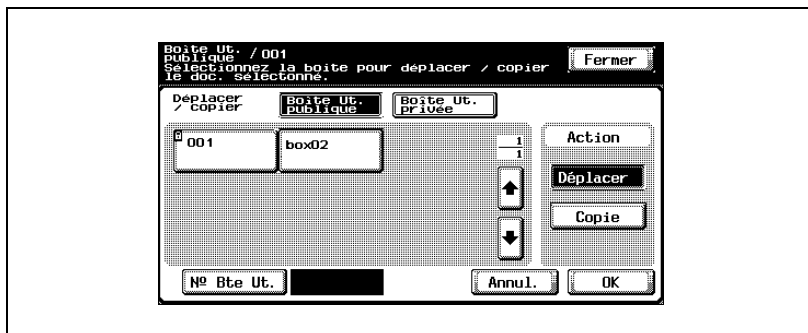 Boîte Ut.
publique / 001
Sélectionnez la boîte pour déplacer / copier
le doc. sélectonné.
Fermer
Déplacer
/ copier
Boîte Ut.
publique
Boîte Ut.
privée
001
box02
1
1
Action
Déplacer
Copie
Nº Bte Ut.
Annul.
OK